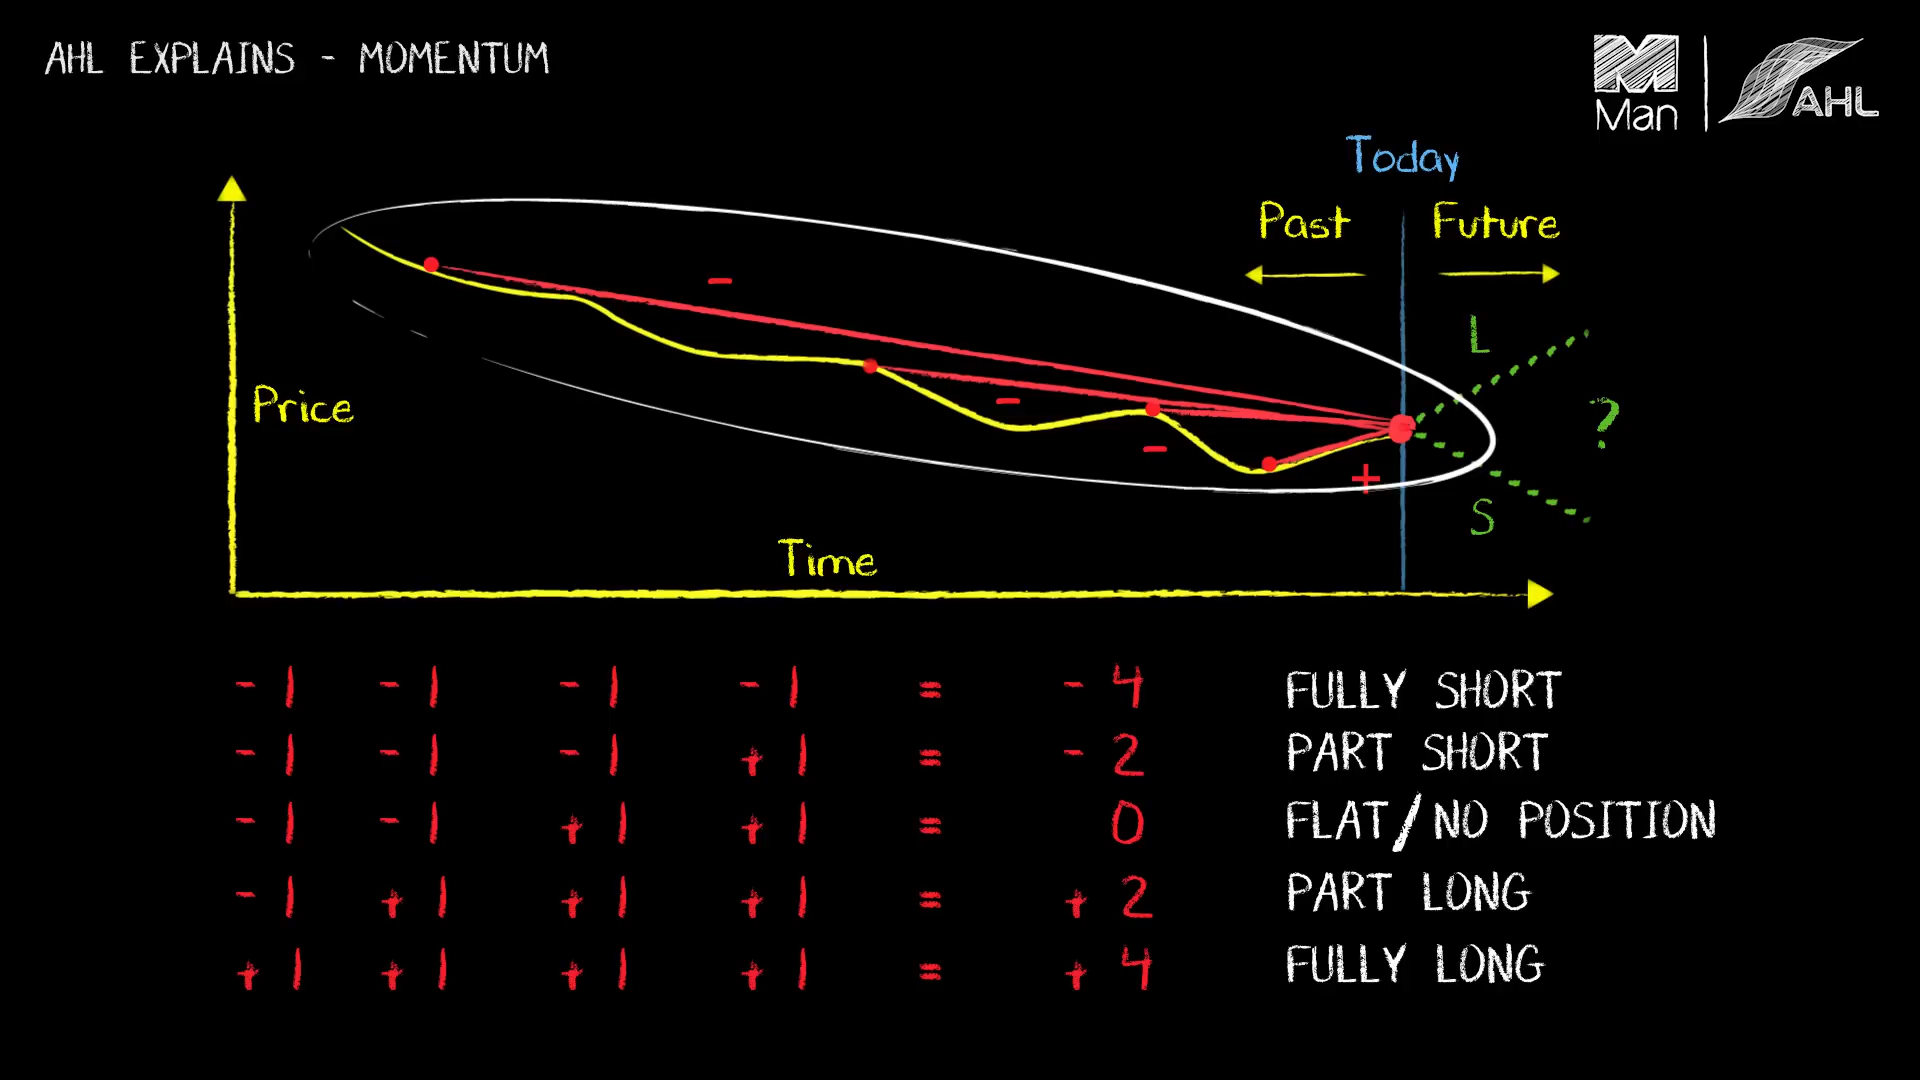 AHL EXPLAINS - MOMENTUM
Man | AHL
Today
Past Future
-
L
Price
-
?
-
+
S
Time
- 1 - 1 - 1 - 1 = - 4 FULLY SHORT
- 1 - 1 - 1 + 1 = - 2 PART SHORT
- 1 - 1 + 1 + 1 = 0 FLAT/NO POSITION
- 1 + 1 + 1 + 1 = + 2 PART LONG
+ 1 + 1 + 1 + 1 = + 4 FULLY LONG